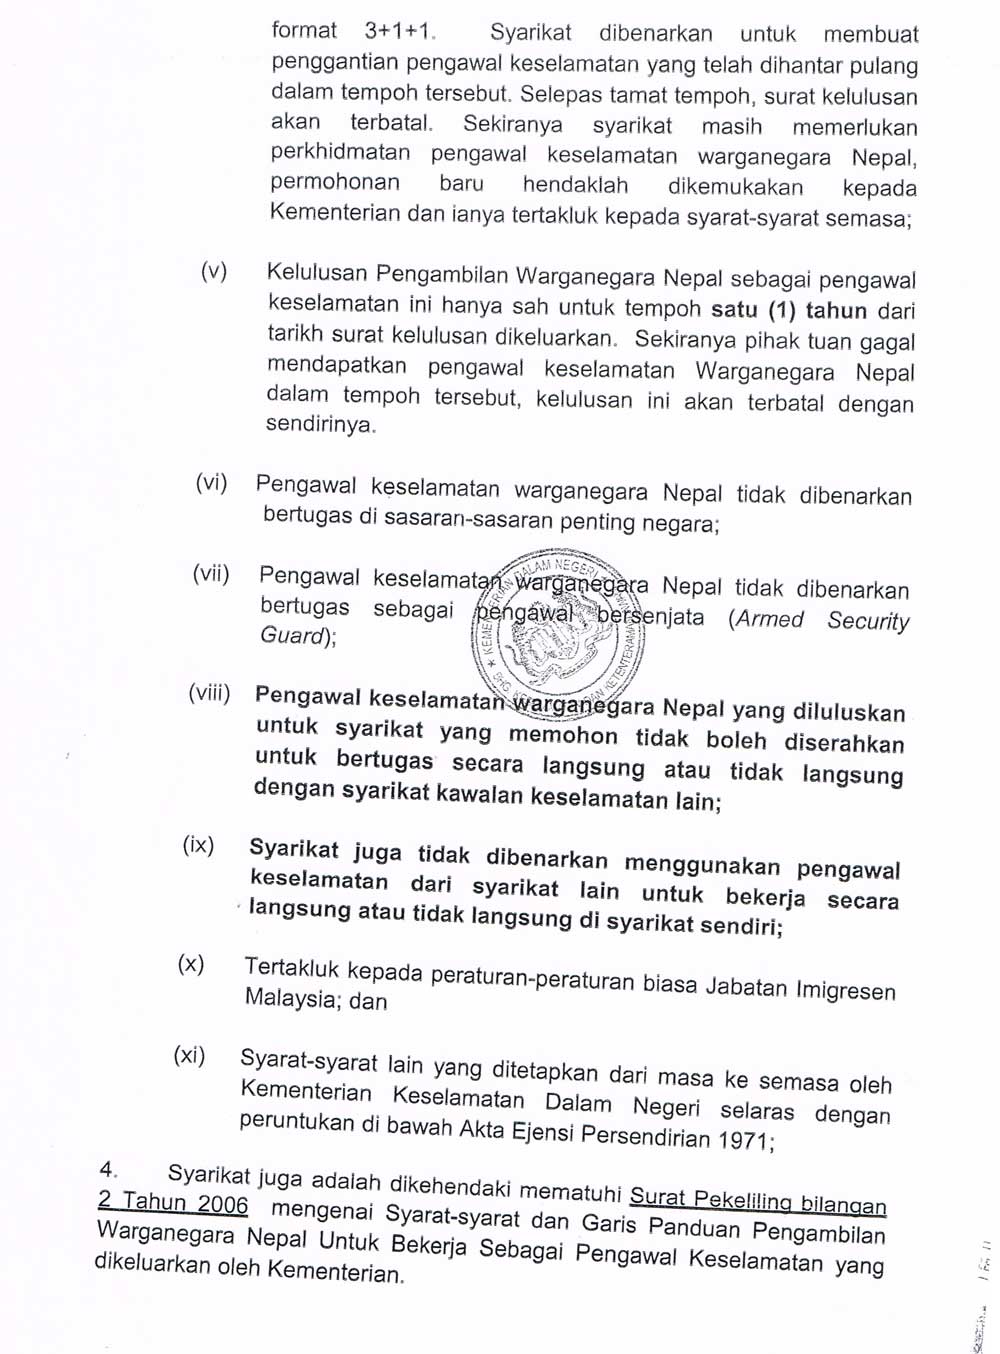 format 3+1+1. Syarikat dibenarkan untuk membuat
penggantian pengawal keselamatan yang telah dihantar pulang
dalam tempoh tersebut. Selepas tamat tempoh, surat kelulusan
akan terbatal. Sekiranya syarikat masih memerlukan
perkhidmatan pengawal keselamatan warganegara Nepal,
permohonan baru hendaklah dikemukakan kepada
Kementerian dan ianya tertakluk kepada syarat-syarat semasa;
(v) Kelulusan Pengambilan Warganegara Nepal sebagai pengawal
keselamatan ini hanya sah untuk tempoh satu (1) tahun dari
tarikh surat kelulusan dikeluarkan. Sekiranya pihak tuan gagal
mendapatkan pengawal keselamatan Warganegara Nepal
dalam tempoh tersebut, kelulusan ini akan terbatal dengan
sendirinya.
(vi) Pengawal keselamatan warganegara Nepal tidak dibenarkan
bertugas di sasaran-sasaran penting negara;
(vii) Pengawal keselamatan warganegara Nepal tidak dibenarkan
bertugas sebagai pengawal bersenjata (Armed Security
Guard);
(viii) Pengawal keselamatan warganegara Nepal yang diluluskan
untuk syarikat yang memohon tidak boleh diserahkan
untuk bertugas secara langsung atau tidak langsung
dengan syarikat kawalan keselamatan lain;
(ix) Syarikat juga tidak dibenarkan menggunakan pengawal
keselamatan dari syarikat lain untuk bekerja secara
langsung atau tidak langsung di syarikat sendiri;
(x) Tertakluk kepada peraturan-peraturan biasa Jabatan Imigresen
Malaysia; dan
(xi) Syarat-syarat lain yang ditetapkan dari masa ke semasa oleh
Kementerian Keselamatan Dalam Negeri selaras dengan
peruntukan di bawah Akta Ejensi Persendirian 1971;
4. Syarikat juga adalah dikehendaki mematuhi Surat Pekeliling bilangan
2 Tahun 2006 mengenai Syarat-syarat dan Garis Panduan Pengambilan
Warganegara Nepal Untuk Bekerja Sebagai Pengawal Keselamatan yang
dikeluarkan oleh Kementerian.